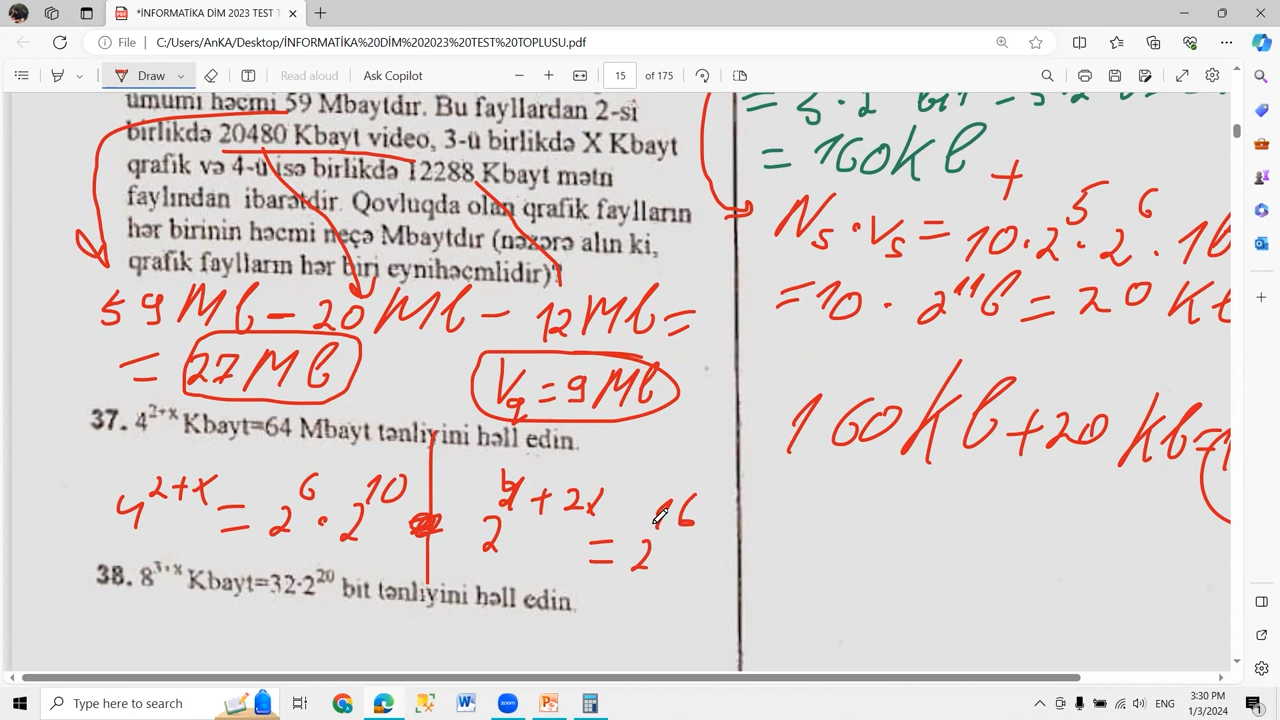 *İNFORMATİKA DİM 2023 TEST T
File C:/Users/AnKA/Desktop/İNFORMATİKA%20DİM%202023%20TEST%20TOPLUSU.pdf
Draw Read aloud Ask Copilot 15 of 175
ümumi həcmi 59 Mbaytdır. Bu fayllardan 2-si
birlikdə 20480 Kbayt video, 3-ü birlikdə X Kbayt
qrafik və 4-ü isə birlikdə 12288 Kbayt mətn
faylından ibarətdir. Qovluqda olan qrafik faylların
hər birinin həcmi neçə Mbaytdır (nəzərə alın ki,
qrafik faylların hər biri eynihəcmlidir)?
59 Mb - 20 Mb - 12 Mb =
= 27 Mb
Vq = 9 Mb
37. 4^2+x Kbayt=64 Mbayt tənliyini həll edin.
4^2+x = 2^6 · 2^10
2^4 + 2x = 2^16
38. 8^3+x Kbayt=32·2^20 bit tənliyini həll edin.
= 160 Kb
+
Ns · Vs = 10 · 2^5 · 2^6 · 1b
= 10 · 2^11 b = 20 Kb
160 Kb + 20 Kb =
Type here to search
ENG
3:30 PM
1/3/2024